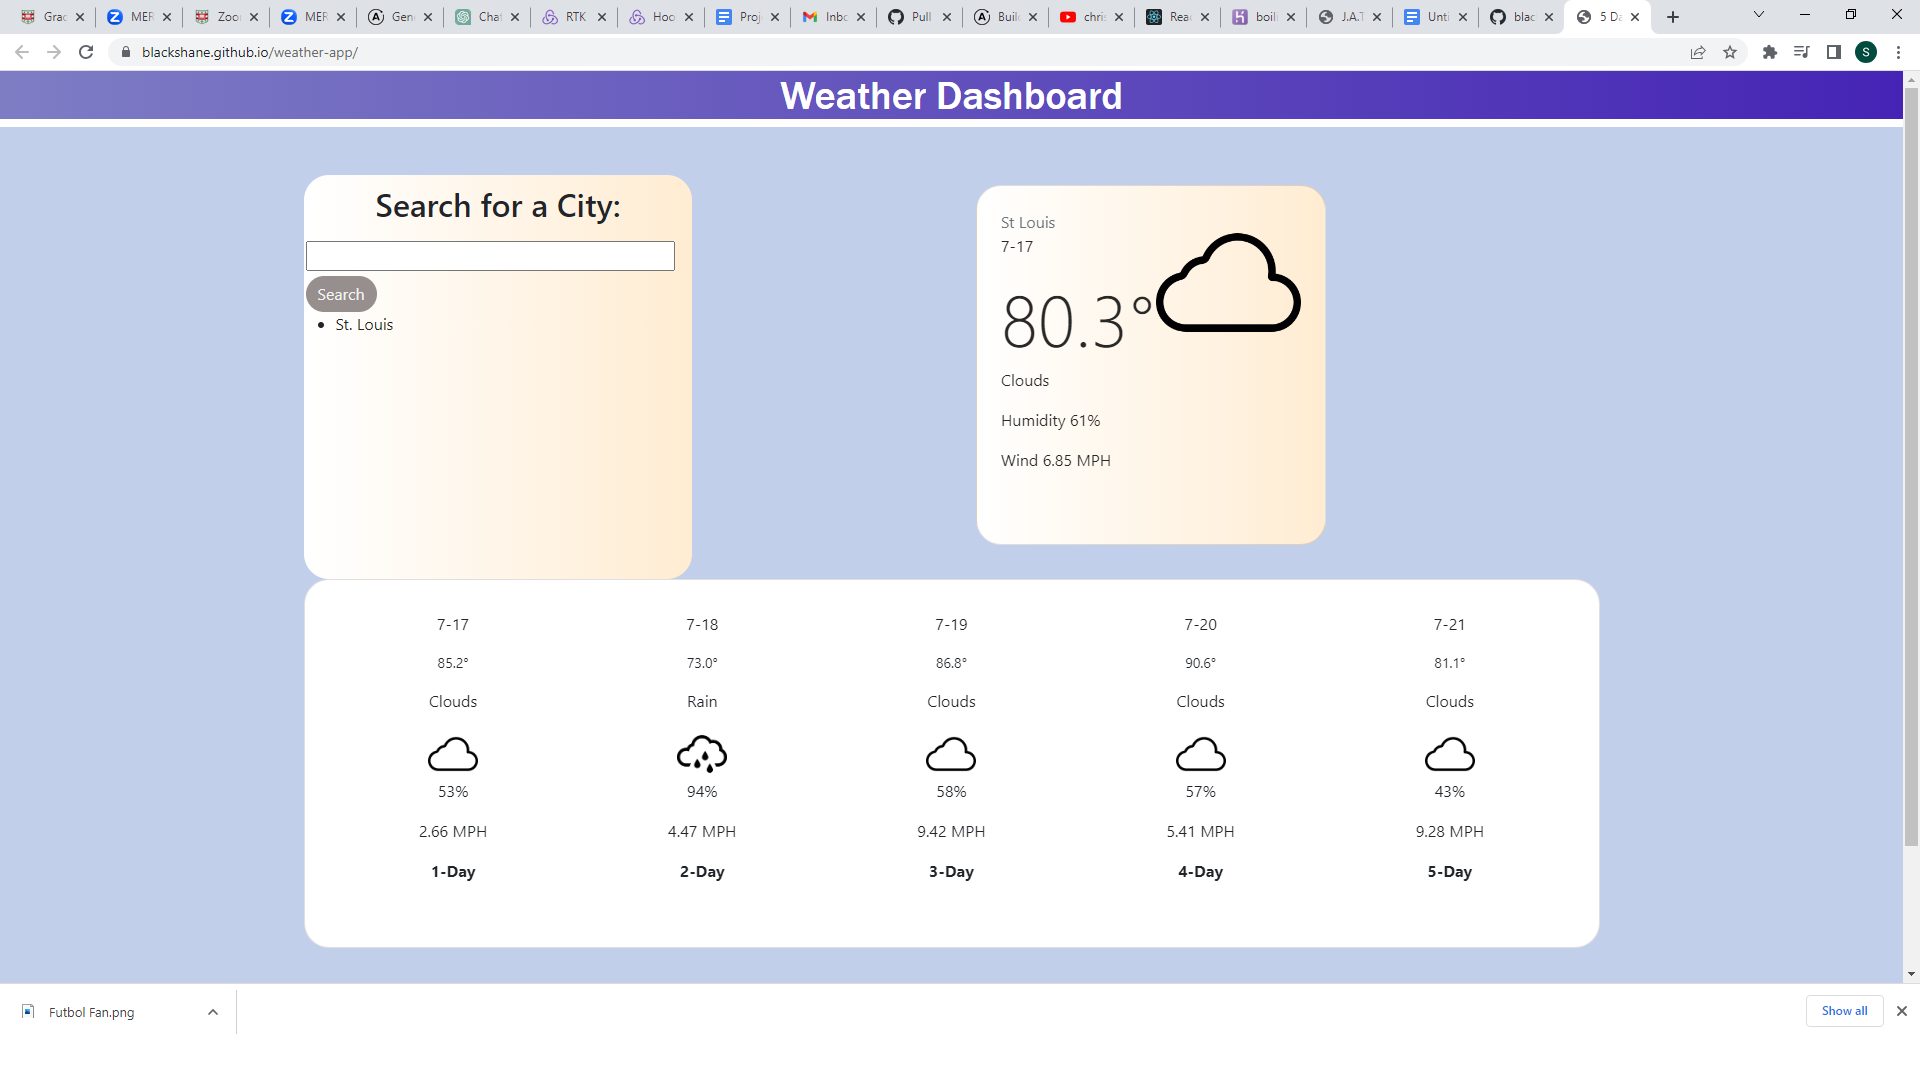 Grac
MER
Zoo
MER
Gen
Chat
RTK
Hoo
Proj
Inbo
Pull
Buil
chri
Reac
boil
J.A.T
Unti
blac
5 Da
blackshane.github.io/weather-app/
S
Weather Dashboard
Search for a City:
Search
St. Louis
St Louis
7-17
80.3°
Clouds
Humidity 61%
Wind 6.85 MPH
7-17 7-18 7-19 7-20 7-21
85.2° 73.0° 86.8° 90.6° 81.1°
Clouds Rain Clouds Clouds Clouds
53% 94% 58% 57% 43%
2.66 MPH 4.47 MPH 9.42 MPH 5.41 MPH 9.28 MPH
1-Day 2-Day 3-Day 4-Day 5-Day
Futbol Fan.png
Show all